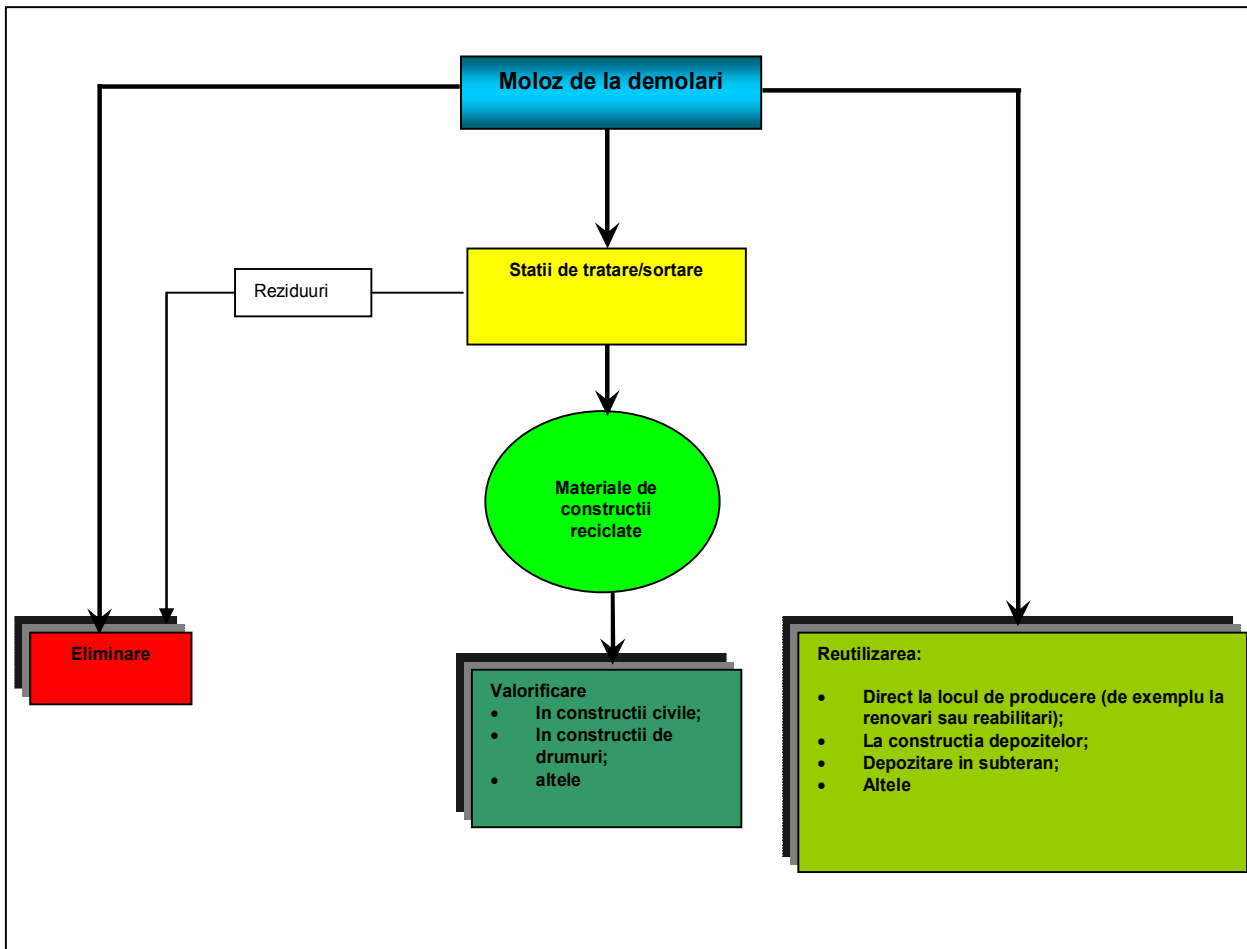 Moloz de la demolari
Statii de tratare/sortare
Reziduuri
Materiale de
constructii
reciclate
Eliminare
Valorificare
• In constructii civile;
• In constructii de
drumuri;
• altele
Reutilizarea:
• Direct la locul de producere (de exemplu la
renovari sau reabilitari);
• La constructia depozitelor;
• Depozitare in subteran;
• Altele